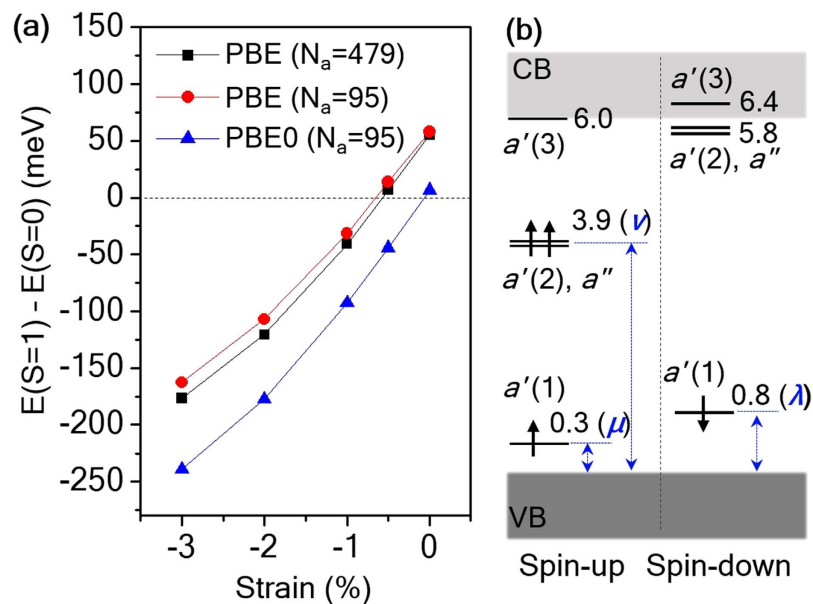 (a)
E(S=1) - E(S=0) (meV)
150
100
50
0
-50
-100
-150
-200
-250
PBE (Nₐ=479)
PBE (Nₐ=95)
PBE0 (Nₐ=95)
-3 -2 -1 0
Strain (%)
(b)
CB
a′(3)
6.4
6.0
a′(3)
5.8
a′(2), a″
3.9 (ν)
a′(2), a″
a′(1)
0.3 (μ)
a′(1)
0.8 (λ)
VB
Spin-up Spin-down